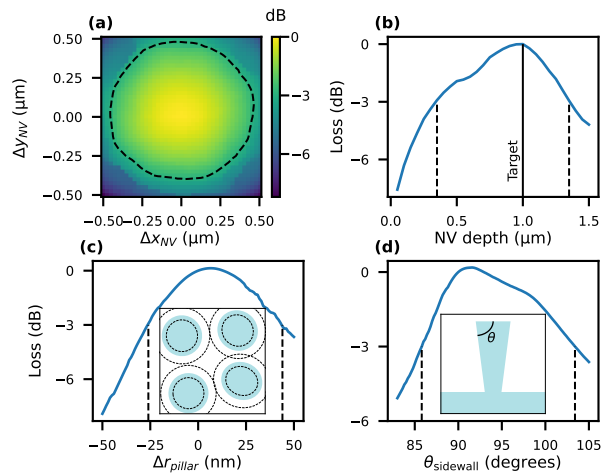 (a)
dB
0.50
0.25
0.00
−0.25
−0.50
Δy_NV (μm)
−0.50
−0.25
0.00
0.25
0.50
Δx_NV (μm)
0
−3
−6
(b)
0
−3
−6
Loss (dB)
Target
0.0
0.5
1.0
1.5
NV depth (μm)
(c)
0
−3
−6
Loss (dB)
−50
−25
0
25
50
Δr_pillar (nm)
(d)
0
−3
−6
θ
85
90
95
100
105
θ_sidewall (degrees)